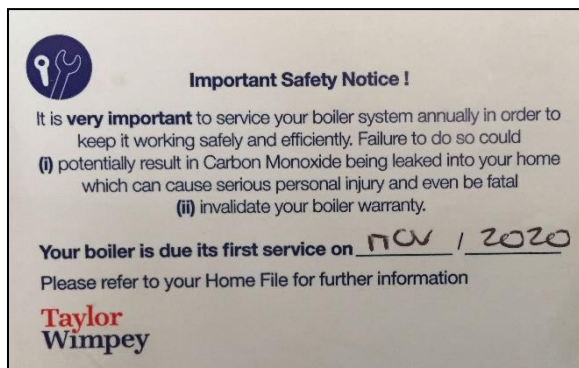 Important Safety Notice !
It is very important to service your boiler system annually in order to
keep it working safely and efficiently. Failure to do so could
(i) potentially result in Carbon Monoxide being leaked into your home
which can cause serious personal injury and even be fatal
(ii) invalidate your boiler warranty.
Your boiler is due its first service on nov / 2020
Please refer to your Home File for further information
Taylor
Wimpey